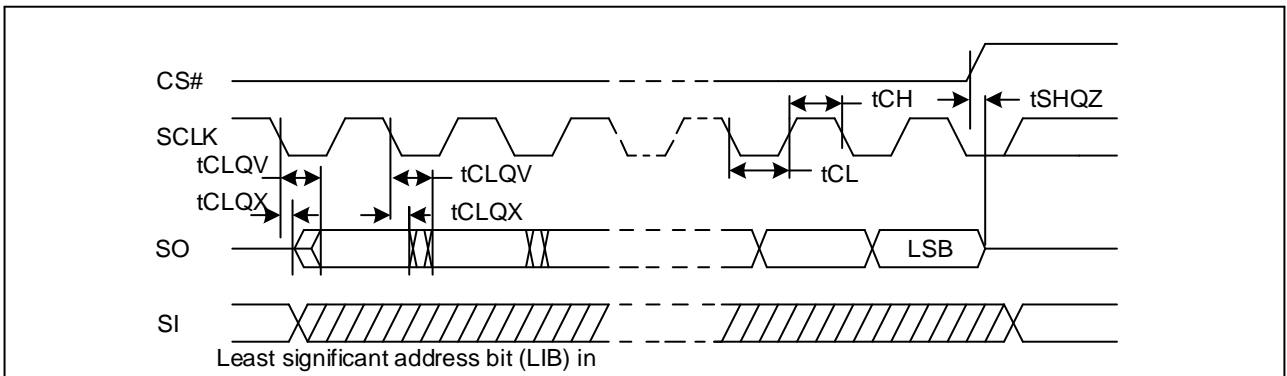 CS#
tCH
tSHQZ
SCLK
tCLQV
tCLQV
tCL
tCLQX
tCLQX
SO
LSB
SI
Least significant address bit (LIB) in